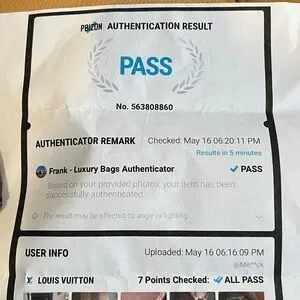 POIZON AUTHENTICATION RESULT
PASS
No. 563808860
AUTHENTICATOR REMARK Checked: May 16 06:20:11 PM
Results in 5 minutes
Frank - Luxury Bags Authenticator PASS
Based on your provided photos, your item has been
successfully authenticated.
The result may be affected by angle or lighting
USER INFO Uploaded: May 16 06:16:09 PM
@Me**ck
LOUIS VUITTON 7 Points Checked: ALL PASS